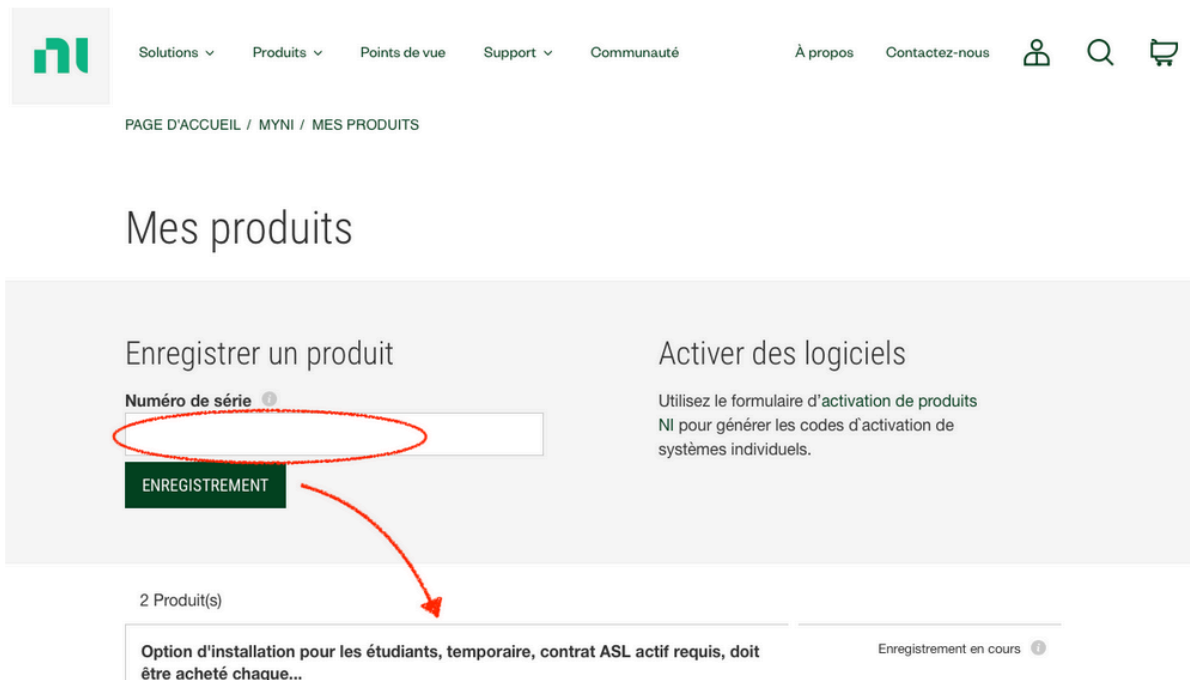 nı
Solutions Produits Points de vue Support Communauté À propos Contactez-nous
PAGE D'ACCUEIL / MYNI / MES PRODUITS
Mes produits
Enregistrer un produit
Numéro de série
ENREGISTREMENT
Activer des logiciels
Utilisez le formulaire d'activation de produits
NI pour générer les codes d`activation de
systèmes individuels.
2 Produit(s)
Option d'installation pour les étudiants, temporaire, contrat ASL actif requis, doit
être acheté chaque...
Enregistrement en cours